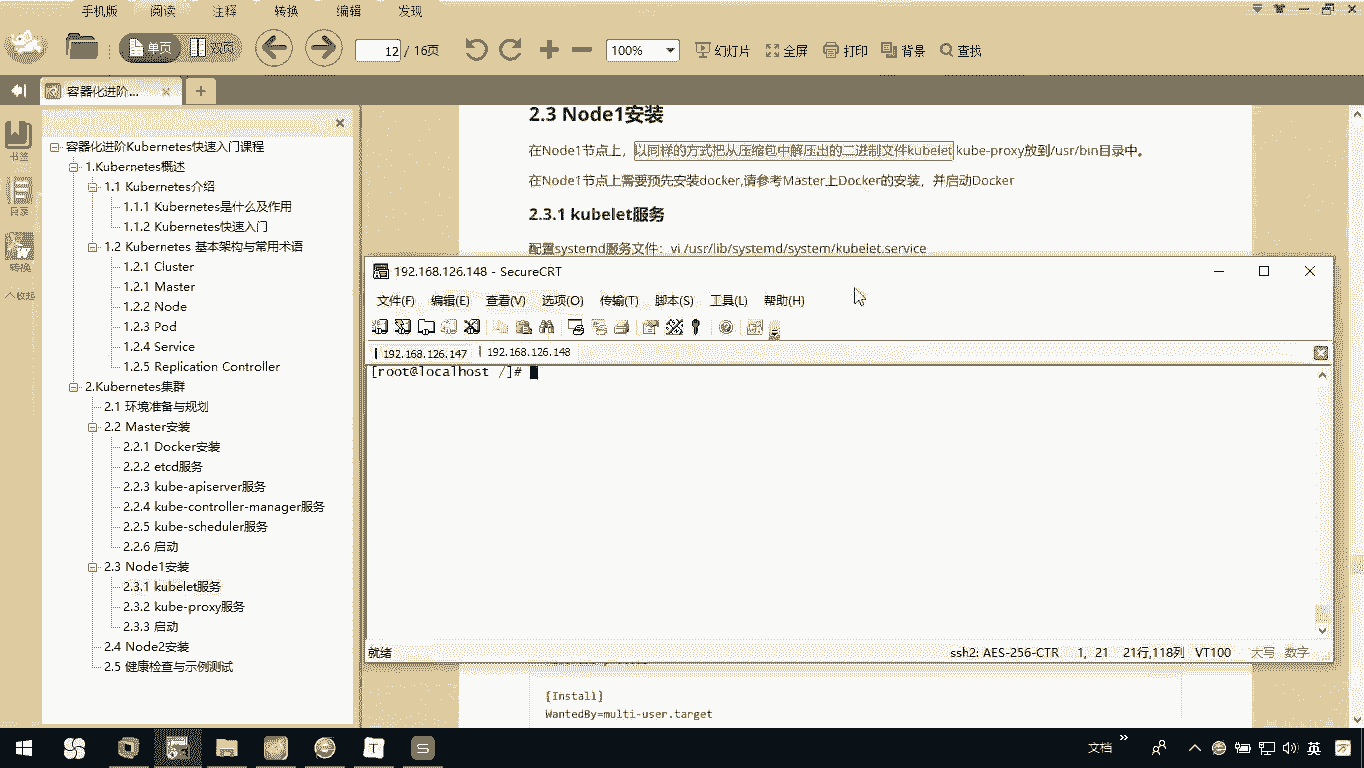 手机版 阅读 注释 转换 编辑 发现
单页 双页 12 / 16页 100% 幻灯片 全屏 打印 背景 查找
容器化进阶...
书签
目录
转换
收起
容器化进阶Kubernetes快速入门课程
1.Kubernetes概述
1.1 Kubernetes介绍
1.1.1 Kubernetes是什么及作用
1.1.2 Kubernetes快速入门
1.2 Kubernetes 基本架构与常用术语
1.2.1 Cluster
1.2.1 Master
1.2.2 Node
1.2.3 Pod
1.2.4 Service
1.2.5 Replication Controller
2.Kubernetes集群
2.1 环境准备与规划
2.2 Master安装
2.2.1 Docker安装
2.2.2 etcd服务
2.2.3 kube-apiserver服务
2.2.4 kube-controller-manager服务
2.2.5 kube-scheduler服务
2.2.6 启动
2.3 Node1安装
2.3.1 kubelet服务
2.3.2 kube-proxy服务
2.3.3 启动
2.4 Node2安装
2.5 健康检查与示例测试
2.3 Node1安装
在Node1节点上，以同样的方式把从压缩包中解压出的二进制文件kubelet kube-proxy放到/usr/bin目录中。
在Node1节点上需要预先安装docker,请参考Master上Docker的安装，并启动Docker
2.3.1 kubelet服务
配置systemd服务文件：vi /usr/lib/systemd/system/kubelet.service
192.168.126.148 - SecureCRT
文件(F) 编辑(E) 查看(V) 选项(O) 传输(T) 脚本(S) 工具(L) 帮助(H)
192.168.126.147 192.168.126.148
[root@localhost /]#
就绪 ssh2: AES-256-CTR 1, 21 21行,118列 VT100 大写 数字
[Install]
WantedBy=multi-user.target
文档 英